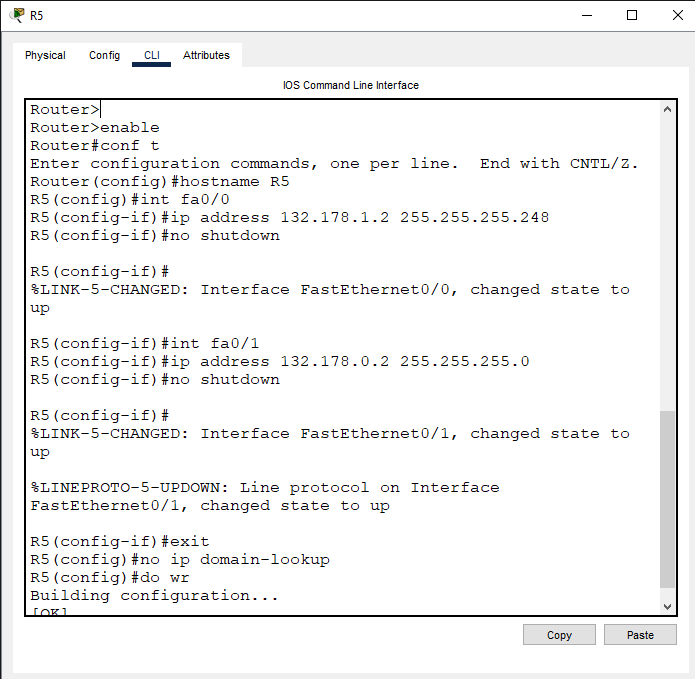 R5
Physical Config CLI Attributes
IOS Command Line Interface
Router>
Router>enable
Router#conf t
Enter configuration commands, one per line.  End with CNTL/Z.
Router(config)#hostname R5
R5(config)#int fa0/0
R5(config-if)#ip address 132.178.1.2 255.255.255.248
R5(config-if)#no shutdown
R5(config-if)#
%LINK-5-CHANGED: Interface FastEthernet0/0, changed state to
up
R5(config-if)#int fa0/1
R5(config-if)#ip address 132.178.0.2 255.255.255.0
R5(config-if)#no shutdown
R5(config-if)#
%LINK-5-CHANGED: Interface FastEthernet0/1, changed state to
up
%LINEPROTO-5-UPDOWN: Line protocol on Interface
FastEthernet0/1, changed state to up
R5(config-if)#exit
R5(config)#no ip domain-lookup
R5(config)#do wr
Building configuration...
[OK]
Copy Paste